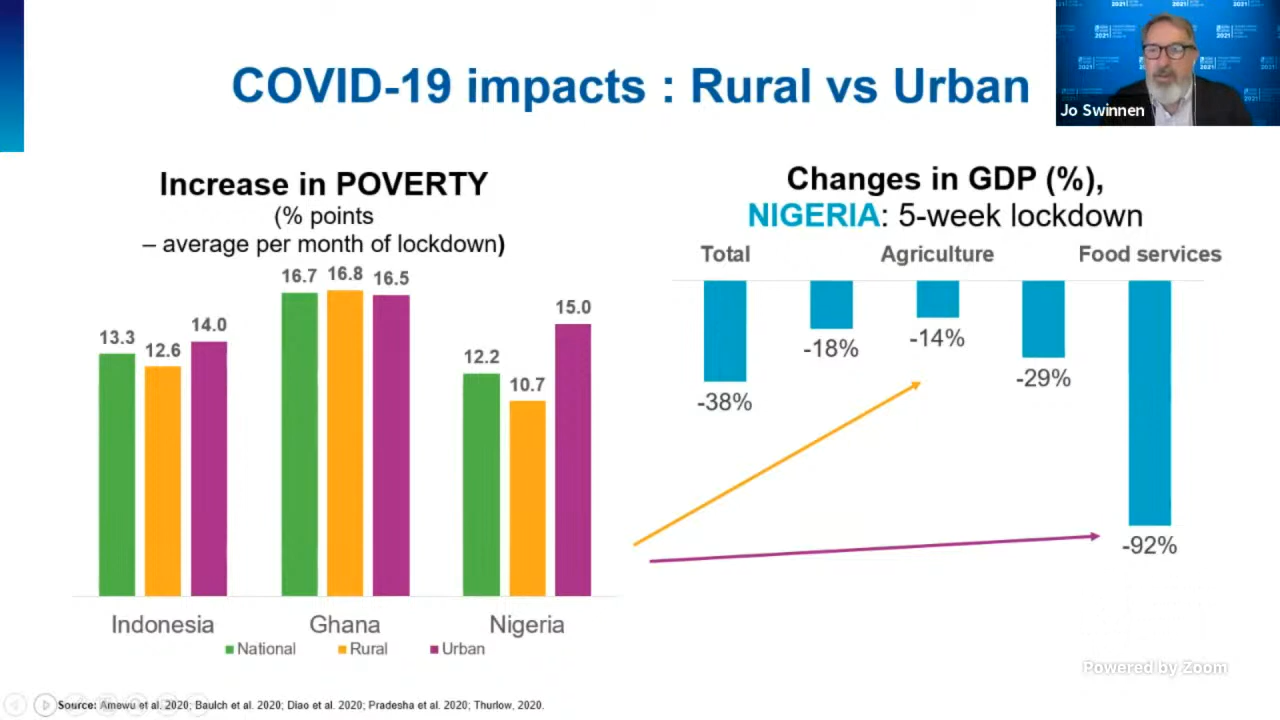 COVID-19 impacts : Rural vs Urban
Jo Swinnen
Increase in POVERTY
(% points
– average per month of lockdown)
13.3
12.6
14.0
16.7
16.8
16.5
12.2
10.7
15.0
Indonesia
Ghana
Nigeria
National
Rural
Urban
Changes in GDP (%),
NIGERIA: 5-week lockdown
Total
Agriculture
Food services
-38%
-18%
-14%
-29%
-92%
Powered by Zoom
Source: Amewu et al. 2020; Baulch et al. 2020; Diao et al. 2020; Pradesha et al. 2020; Thurlow, 2020.